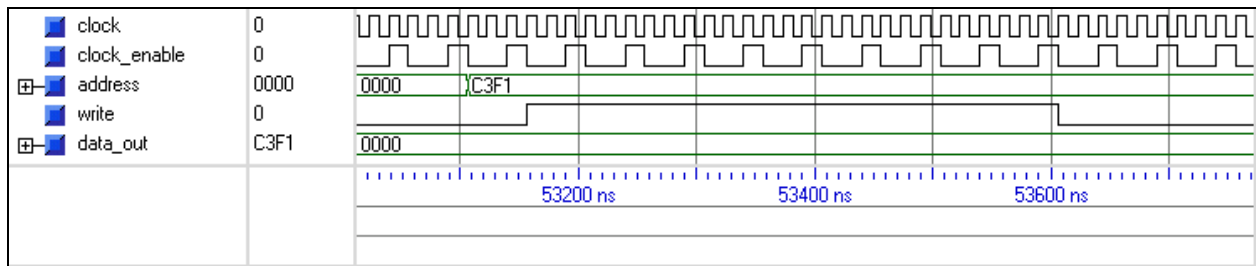 clock 0
clock_enable 0
address 0000 0000 C3F1
write 0
data_out C3F1 0000
53200 ns 53400 ns 53600 ns